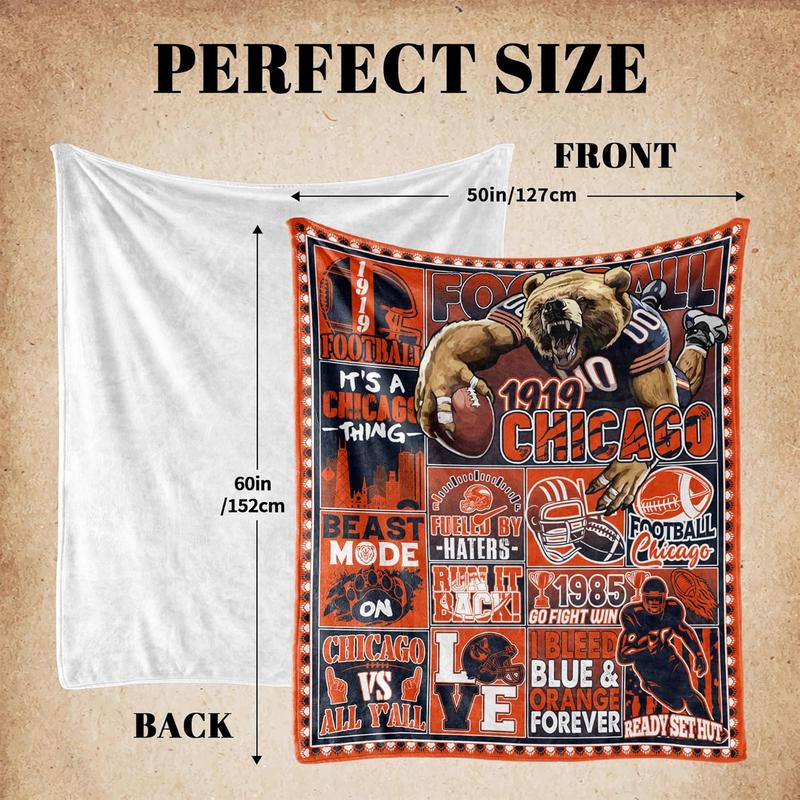 PERFECT SIZE
FRONT
50in/127cm
60in
/152cm
BACK
1919
FOOTBALL
IT'S A
CHICAGO
-THING-
BEAST
MODE
ON
CHICAGO
VS
ALL Y'ALL
FOOTBALL
00
00
1919
CHICAGO
FUELED BY
-HATERS-
FOOTBALL
Chicago
RUN IT
BACK!
1985
GO FIGHT WIN
LOVE
I BLEED
BLUE &
ORANGE
FOREVER
READY SET HUT